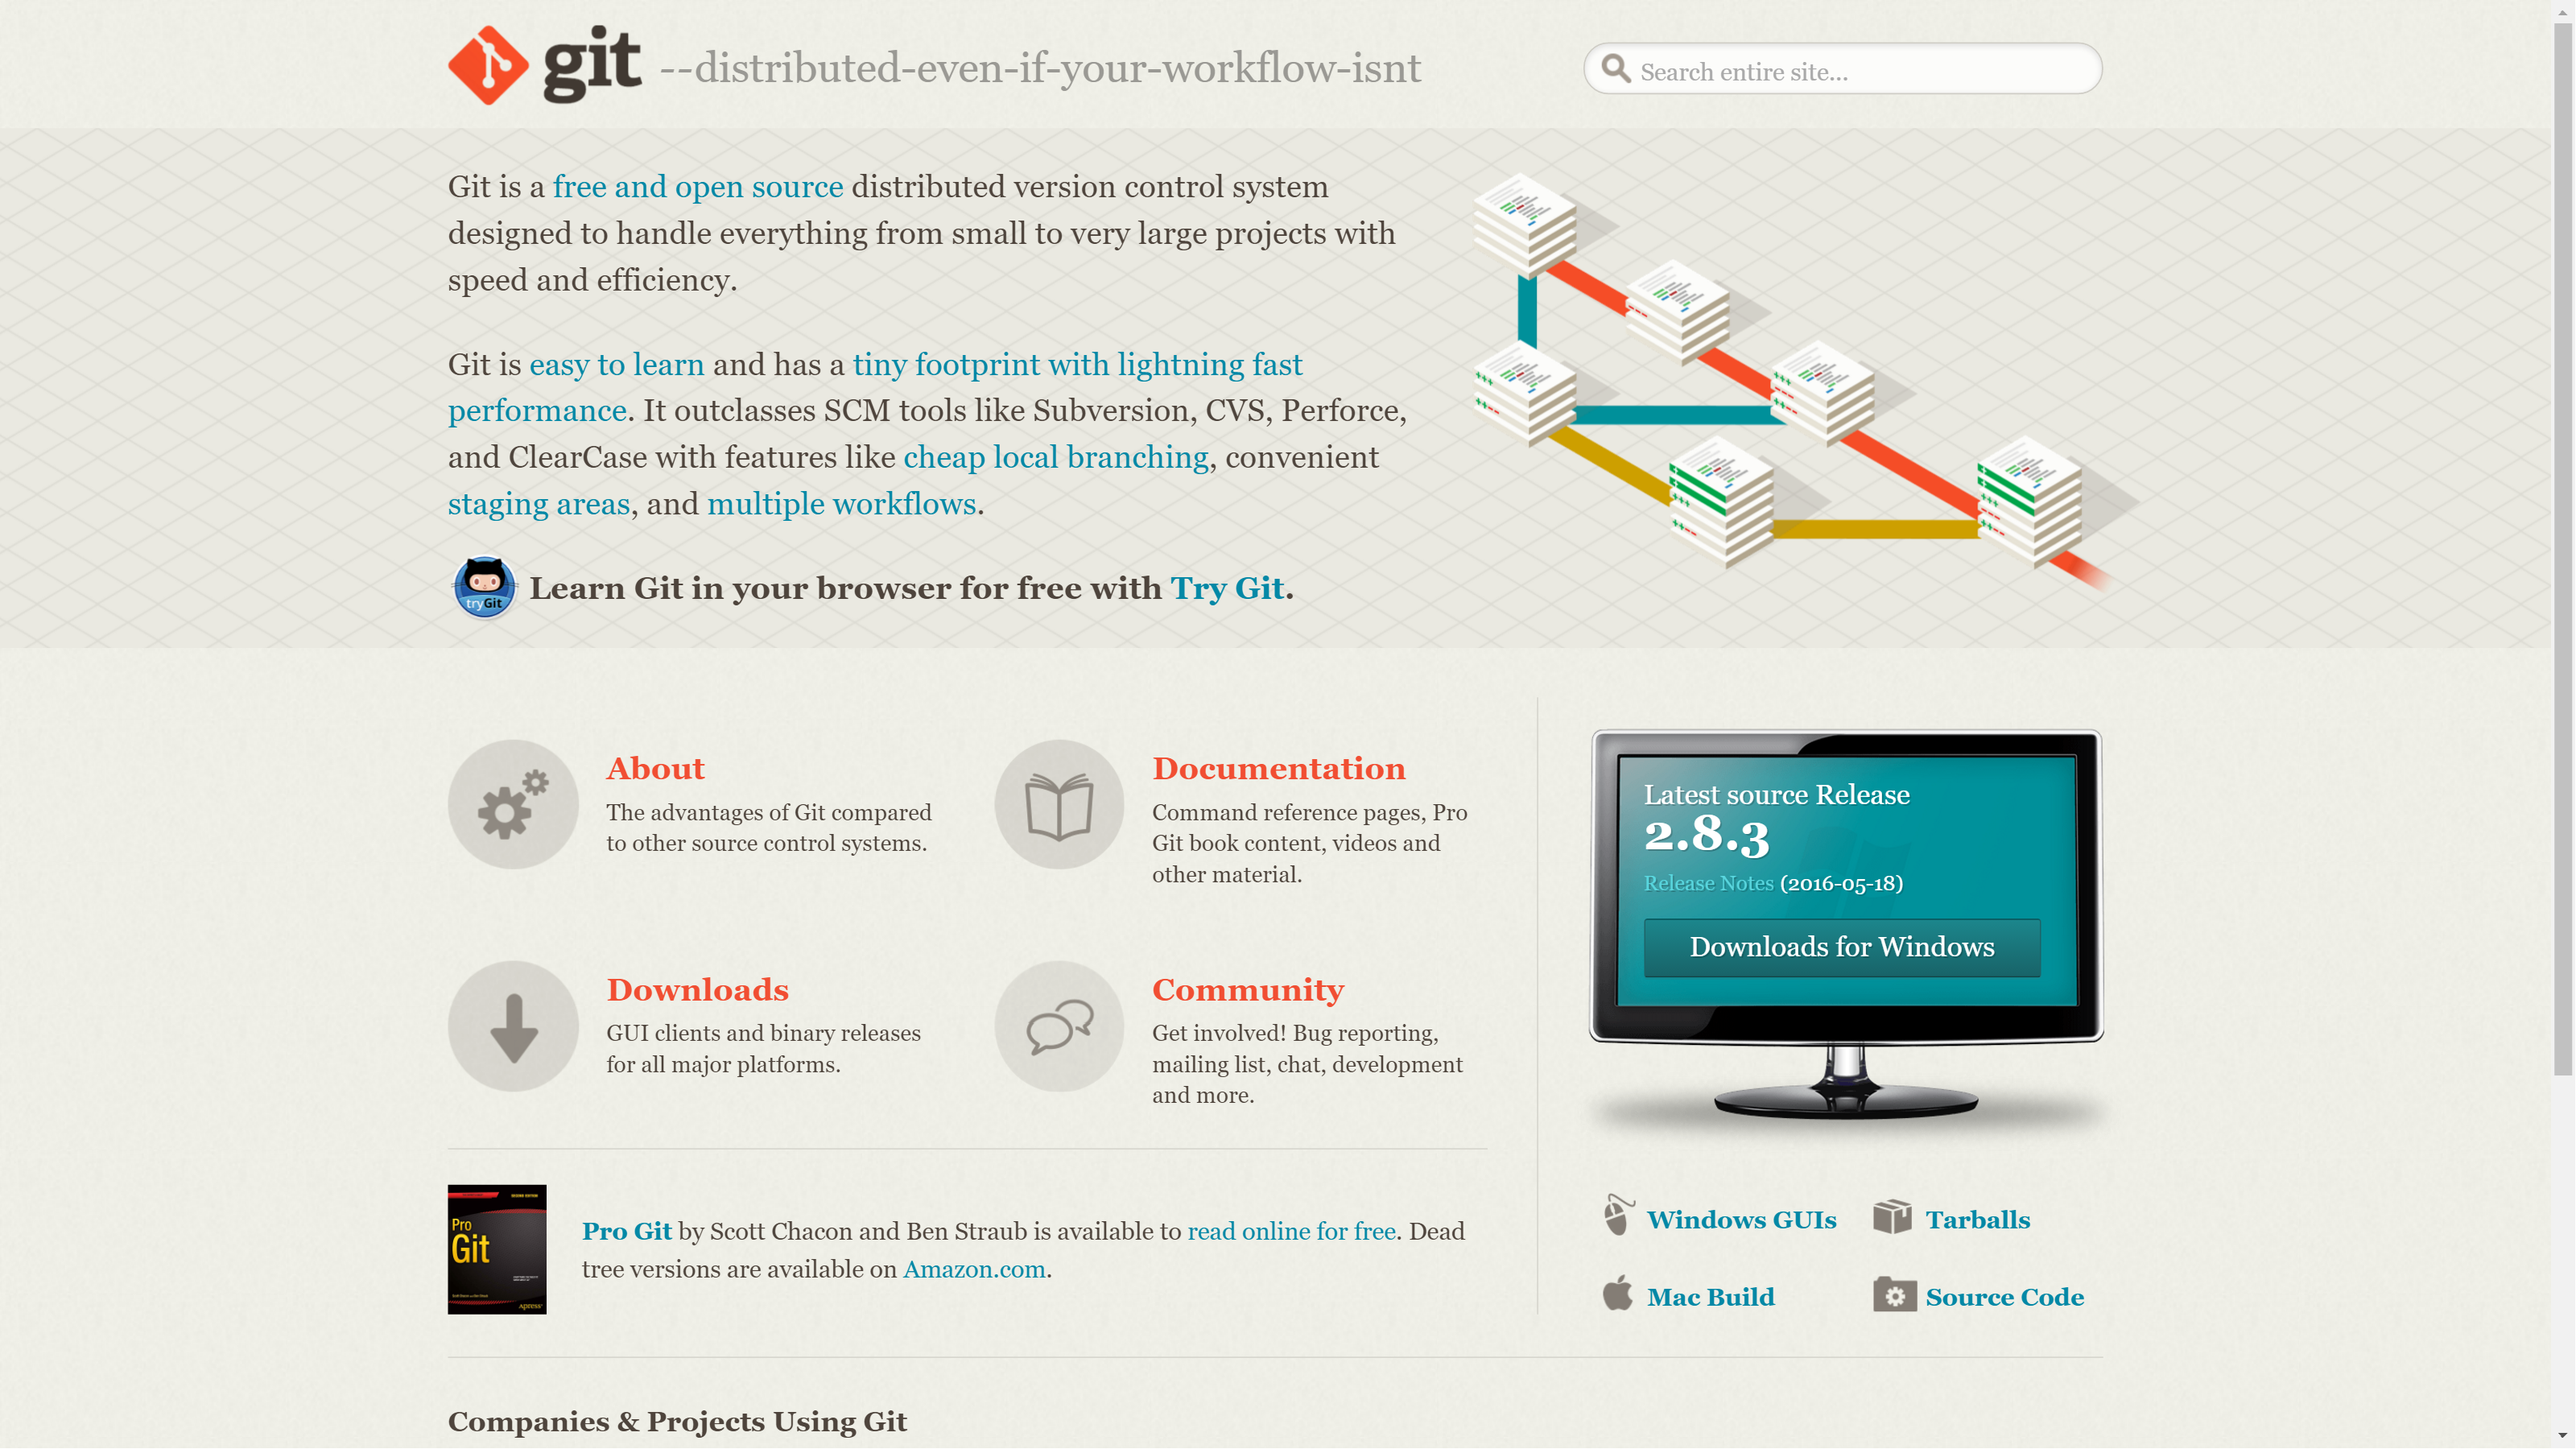 git --distributed-even-if-your-workflow-isnt
Search entire site...
Git is a free and open source distributed version control system
designed to handle everything from small to very large projects with
speed and efficiency.
Git is easy to learn and has a tiny footprint with lightning fast
performance. It outclasses SCM tools like Subversion, CVS, Perforce,
and ClearCase with features like cheap local branching, convenient
staging areas, and multiple workflows.
tryGit
Learn Git in your browser for free with Try Git.
About
The advantages of Git compared
to other source control systems.
Documentation
Command reference pages, Pro
Git book content, videos and
other material.
Downloads
GUI clients and binary releases
for all major platforms.
Community
Get involved! Bug reporting,
mailing list, chat, development
and more.
Latest source Release
2.8.3
Release Notes (2016-05-18)
Downloads for Windows
Pro
Git
Apress
Pro Git by Scott Chacon and Ben Straub is available to read online for free. Dead
tree versions are available on Amazon.com.
Windows GUIs
Tarballs
Mac Build
Source Code
Companies & Projects Using Git